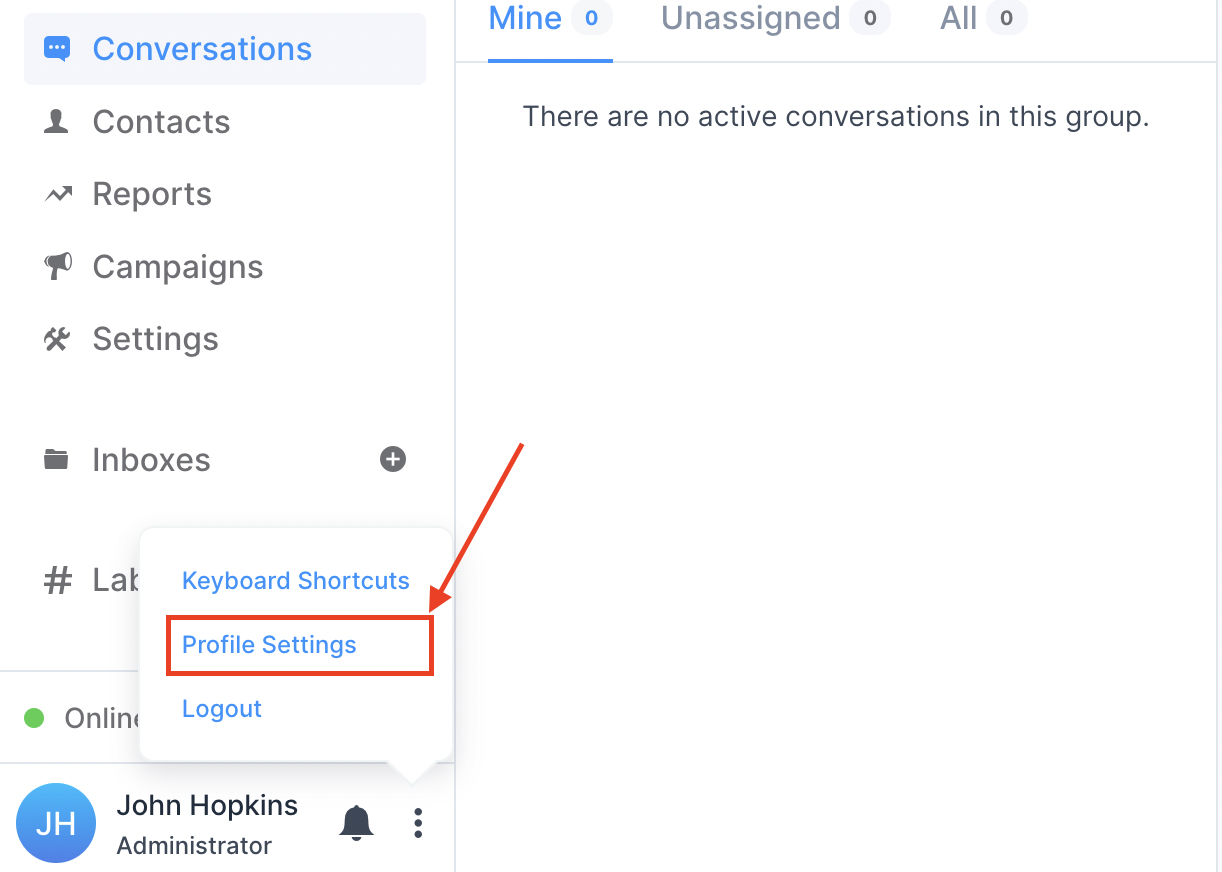 Conversations
Contacts
Reports
Campaigns
Settings
Inboxes
Keyboard Shortcuts
Profile Settings
Logout
Online
JH
John Hopkins
Administrator
Mine 0 Unassigned 0 All 0
There are no active conversations in this group.